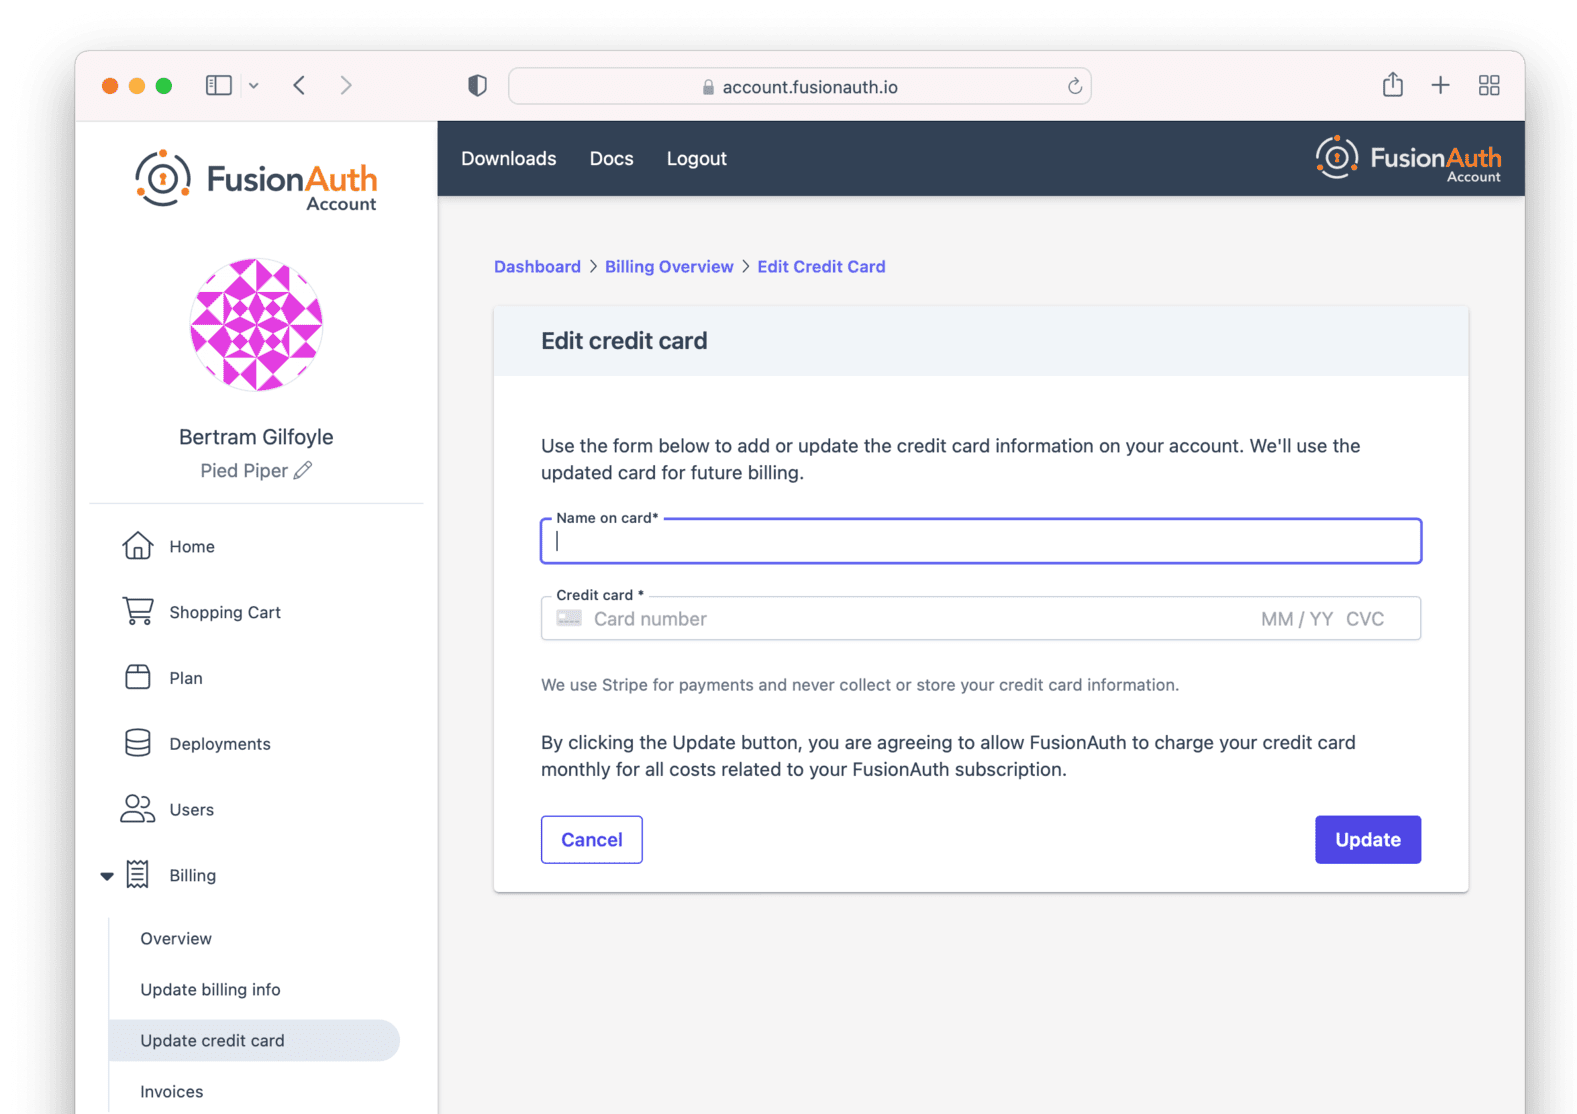 account.fusionauth.io
FusionAuth
Account
Downloads Docs Logout
FusionAuth
Account
Bertram Gilfoyle
Pied Piper
Home
Shopping Cart
Plan
Deployments
Users
Billing
Overview
Update billing info
Update credit card
Invoices
Dashboard > Billing Overview > Edit Credit Card
Edit credit card
Use the form below to add or update the credit card information on your account. We'll use the
updated card for future billing.
Name on card*
Credit card *
Card number MM / YY CVC
We use Stripe for payments and never collect or store your credit card information.
By clicking the Update button, you are agreeing to allow FusionAuth to charge your credit card
monthly for all costs related to your FusionAuth subscription.
Cancel Update